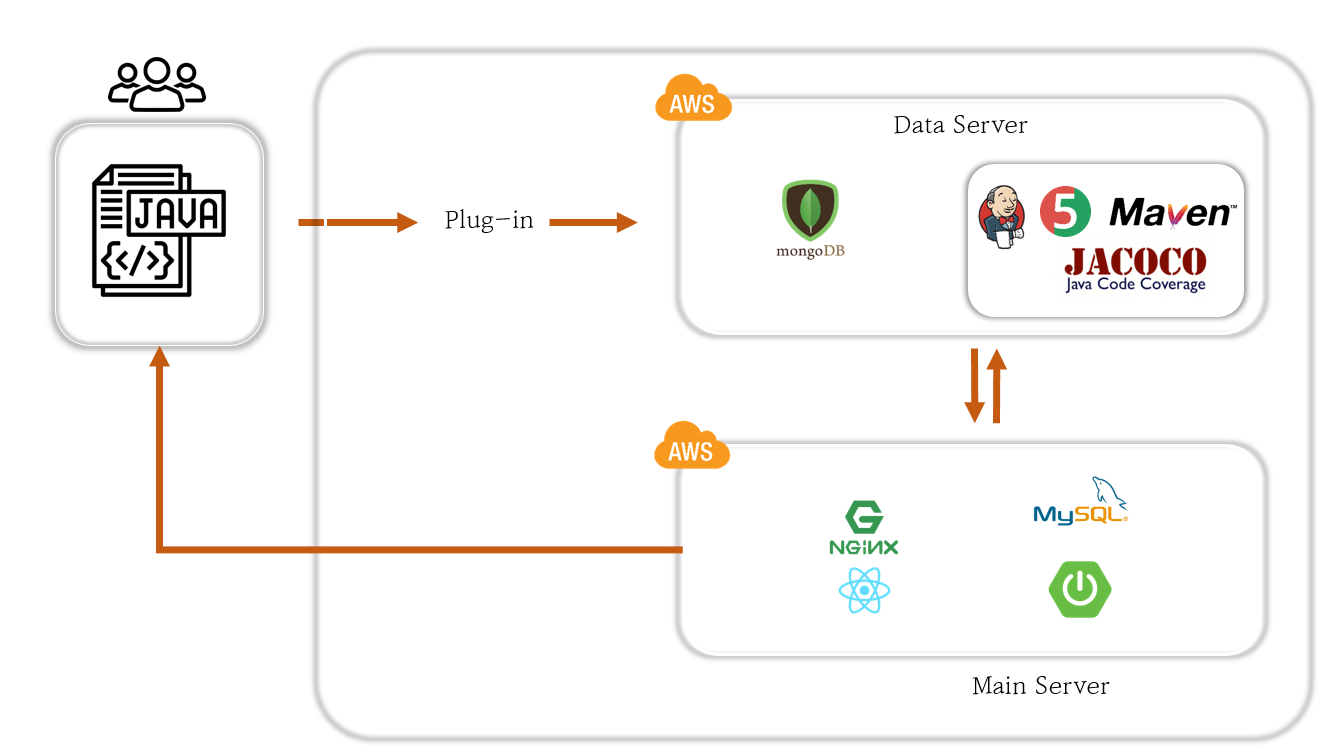 AWS
Data Server
JAVA
{</>}
Plug-in
mongoDB
5
Maven™
JACOCO
Java Code Coverage
AWS
MySQL®
NGiNX
Main Server